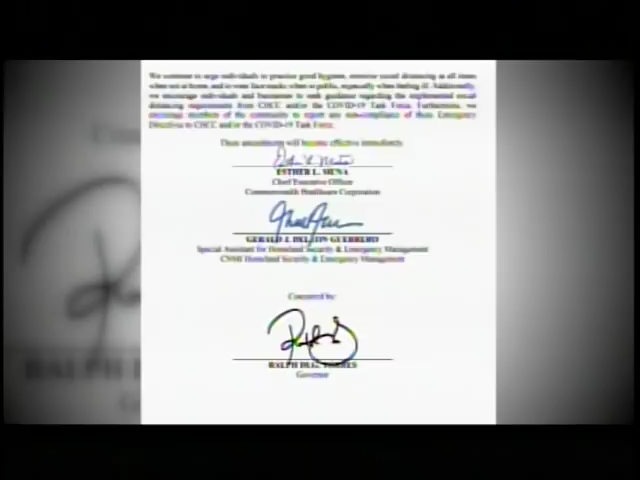 We continue to urge individuals to practice good hygiene, exercise social distancing at all times
when not at home, and to wear face masks when in public, especially when feeling ill. Additionally,
we encourage individuals and businesses to seek guidance regarding the implemented social
distancing requirements from CHCC and/or the COVID-19 Task Force. Furthermore, we
encourage members of the community to report any non-compliance of these Emergency
Directives to CHCC and/or the COVID-19 Task Force.
These amendments will become effective immediately.
ESTHER L. MUNA
Chief Executive Officer
Commonwealth Healthcare Corporation
GERALD J. DELEON GUERRERO
Special Assistant for Homeland Security & Emergency Management
CNMI Homeland Security & Emergency Management
Concurred by:
RALPH DLG. TORRES
Governor